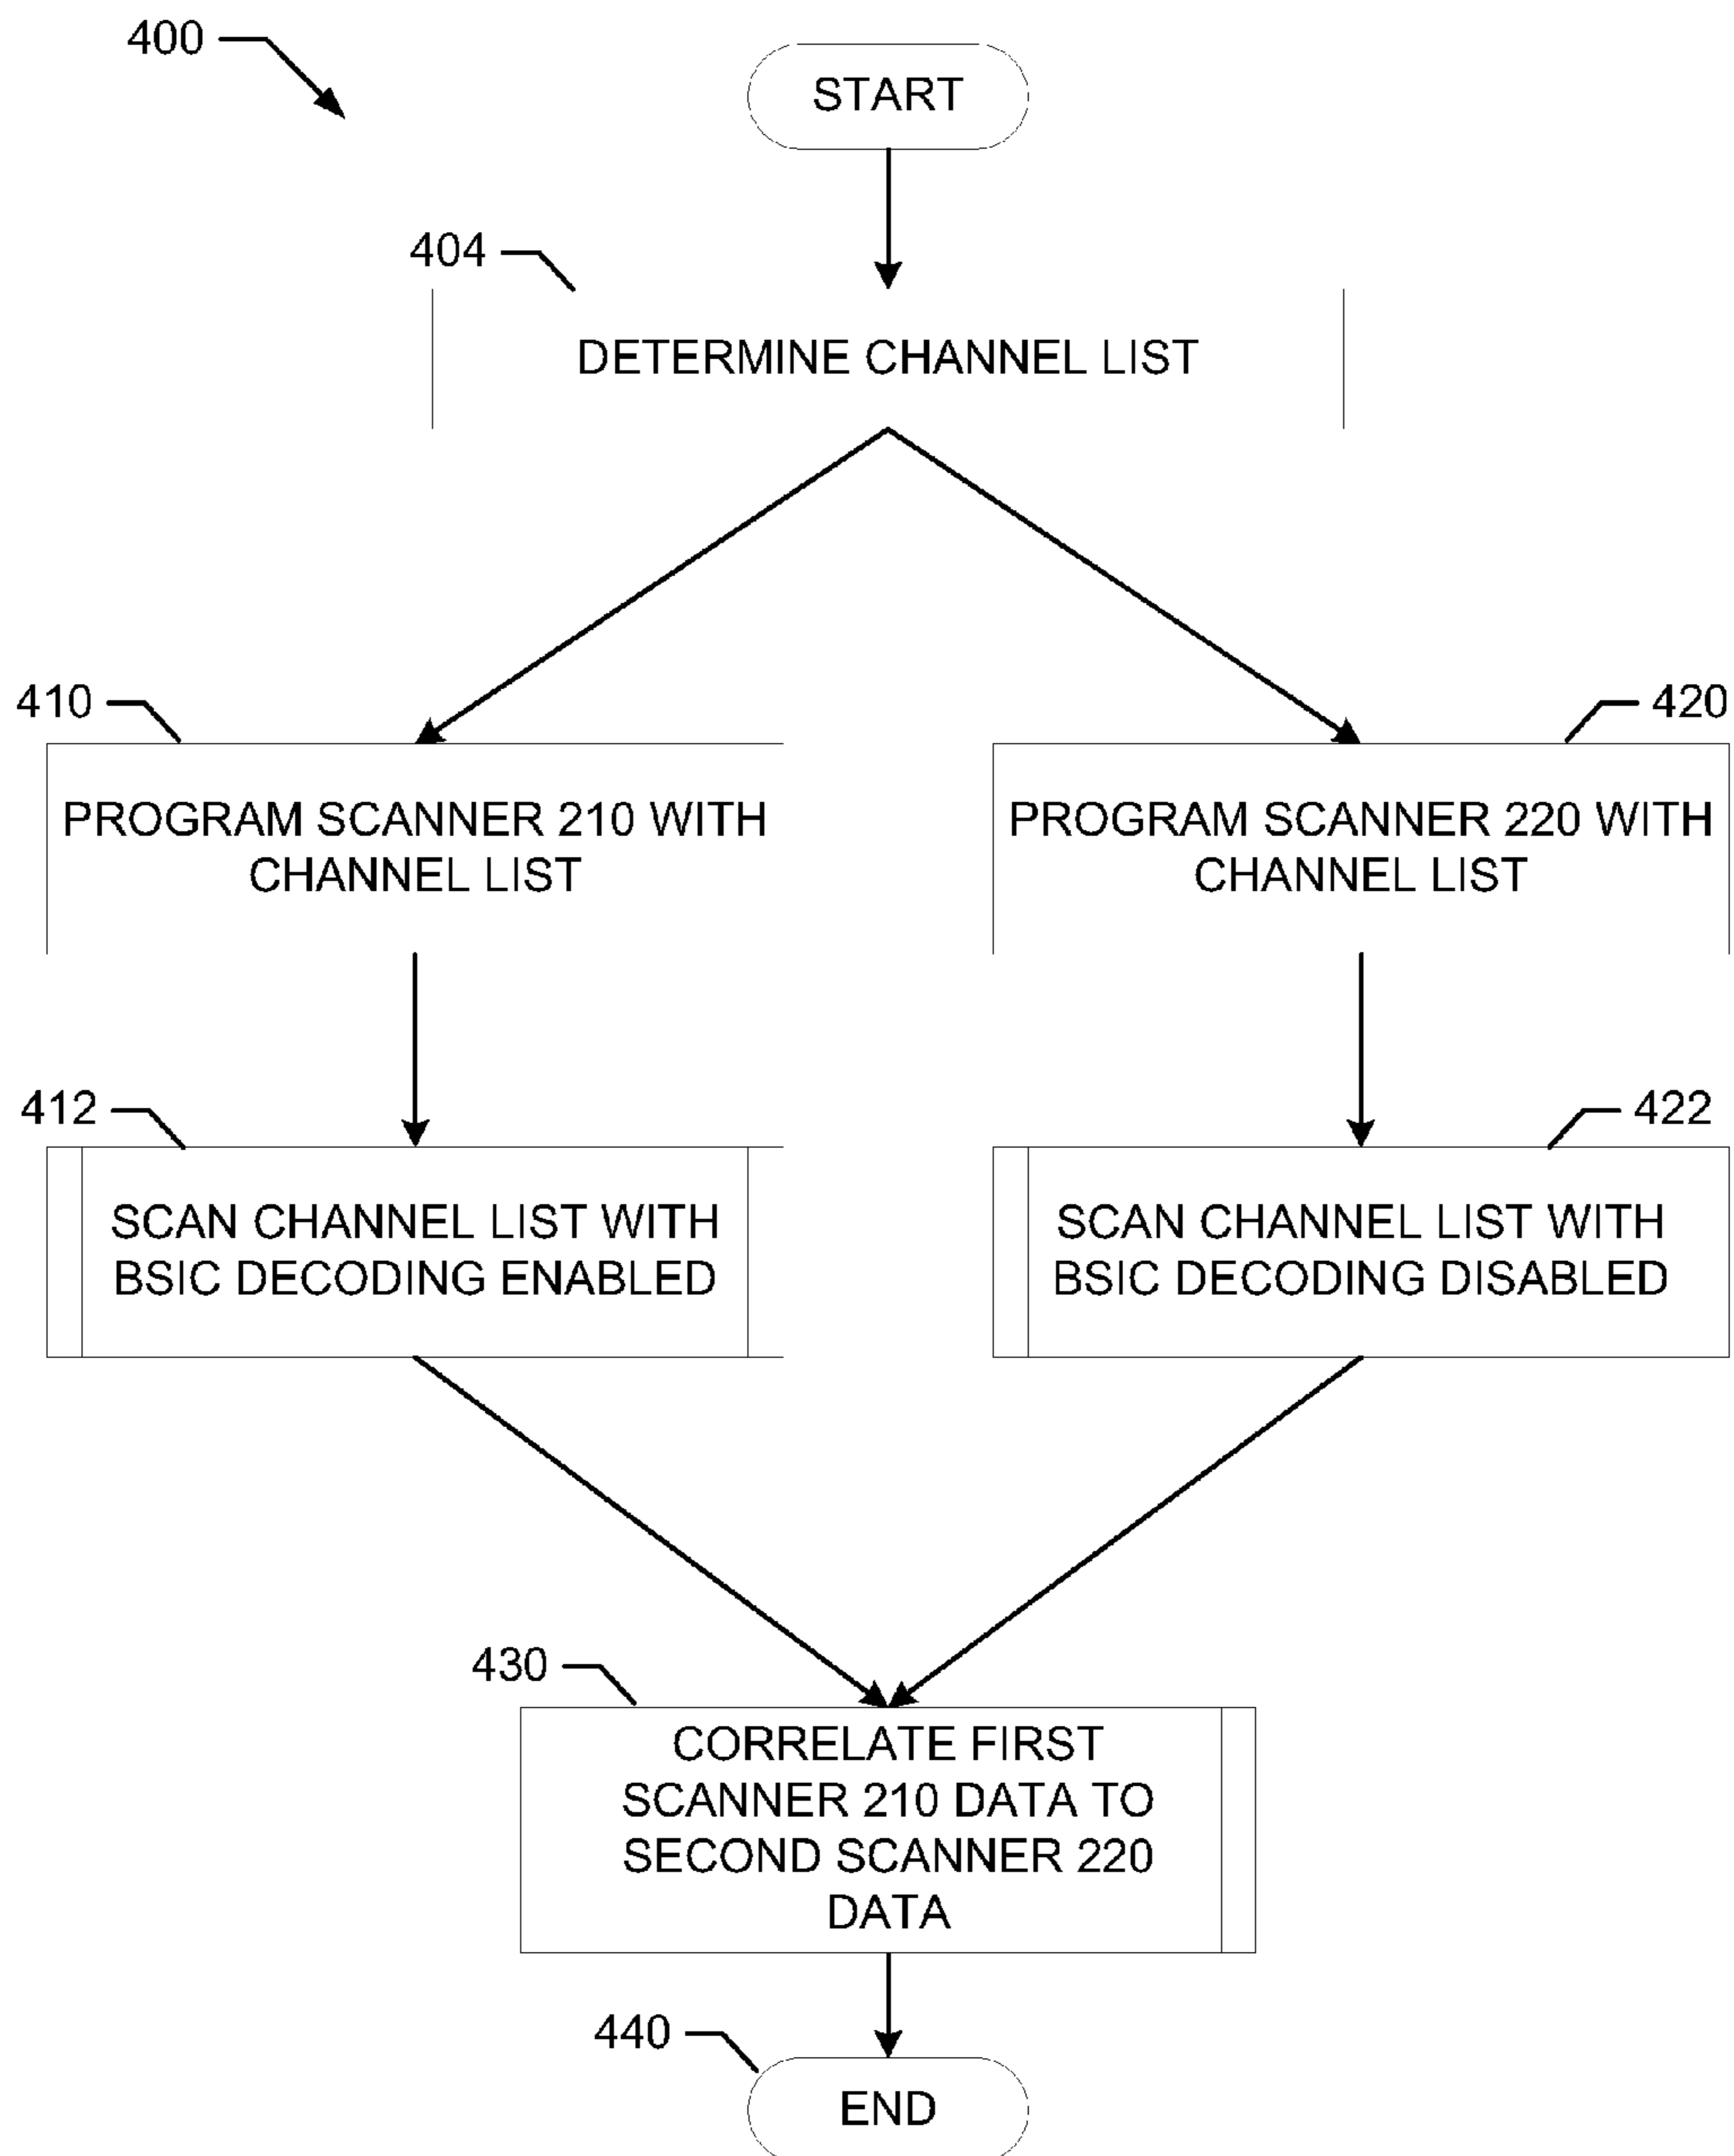 400
START
404
DETERMINE CHANNEL LIST
410
420
PROGRAM SCANNER 210 WITH
CHANNEL LIST
PROGRAM SCANNER 220 WITH
CHANNEL LIST
412
422
SCAN CHANNEL LIST WITH
BSIC DECODING ENABLED
SCAN CHANNEL LIST WITH
BSIC DECODING DISABLED
430
CORRELATE FIRST
SCANNER 210 DATA TO
SECOND SCANNER 220
DATA
440
END